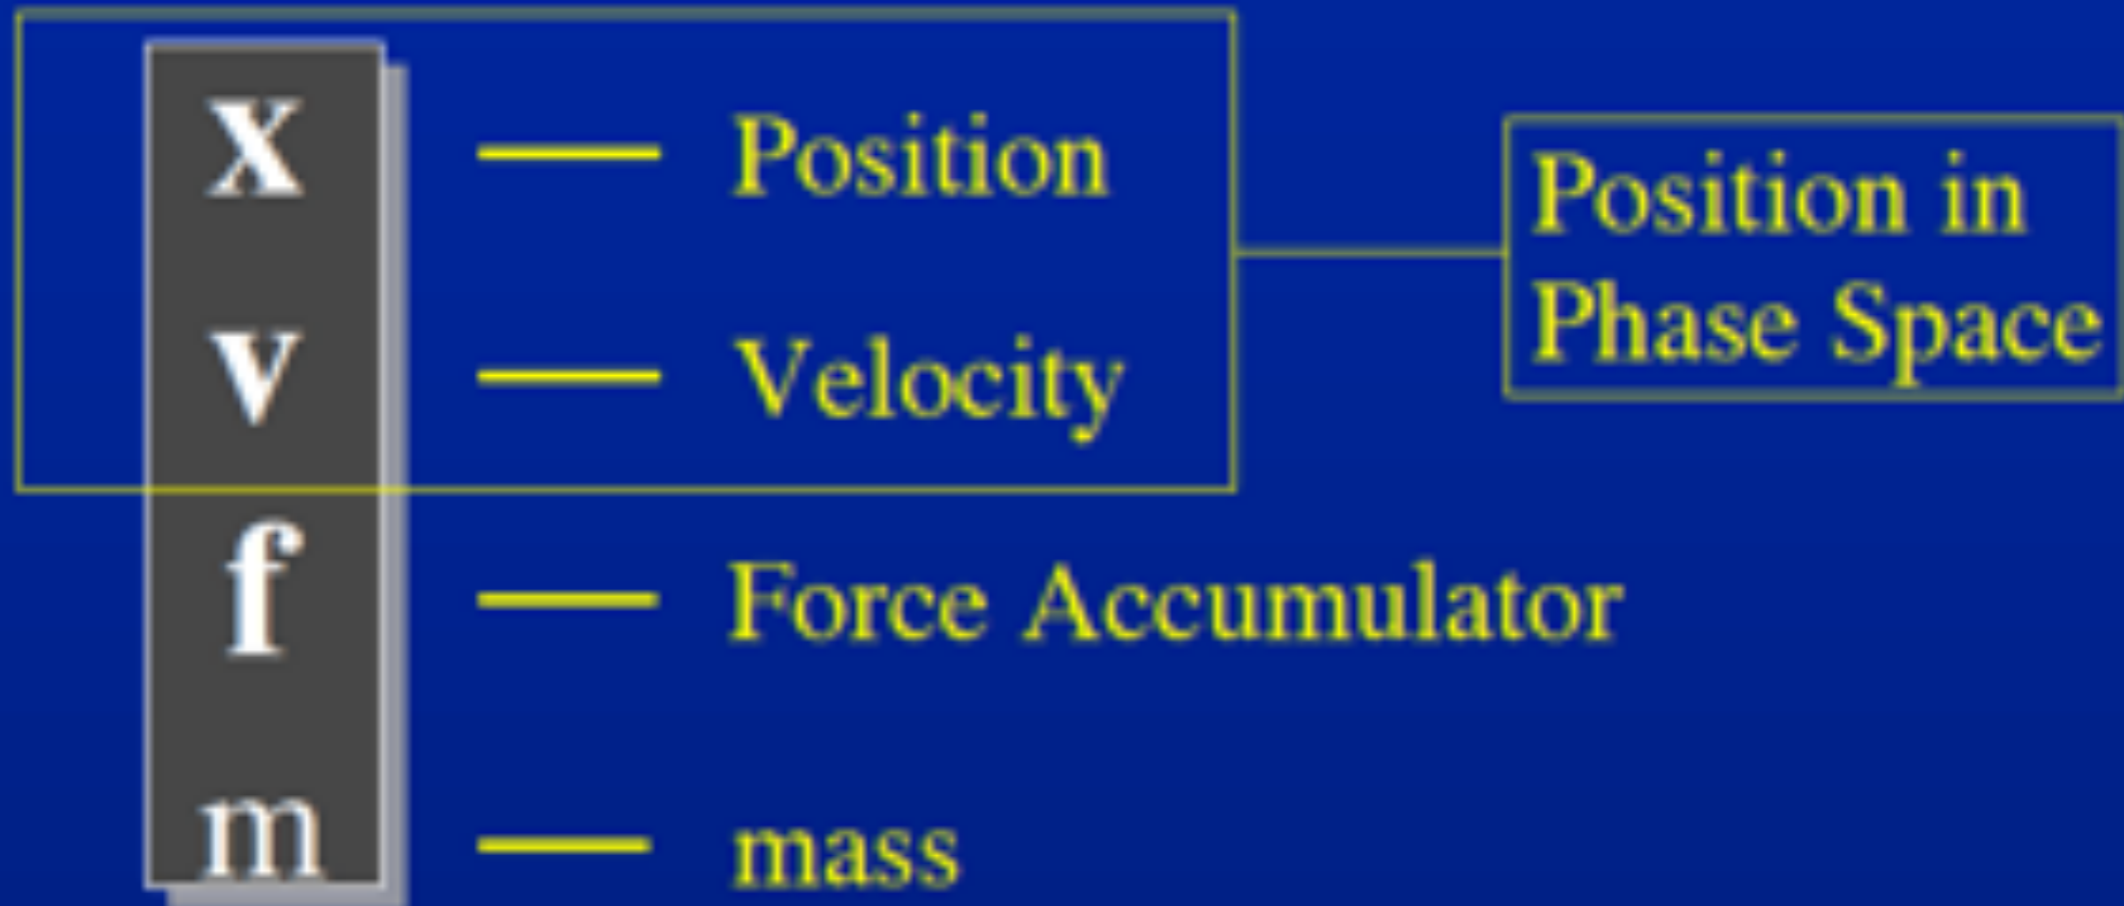 x — Position
v — Velocity
Position in
Phase Space
f — Force Accumulator
m — mass